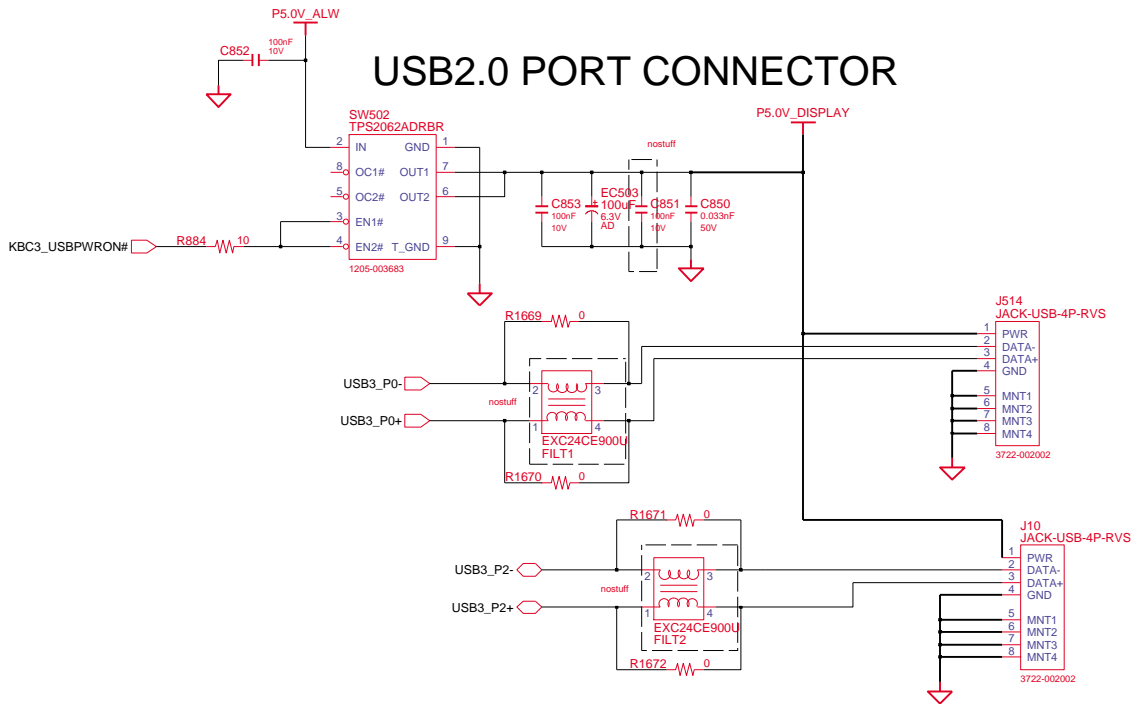 P5.0V_ALW
C852
100nF
10V
USB2.0 PORT CONNECTOR
P5.0V_DISPLAY
SW502
TPS2062ADRBR
2 IN GND 1
8 OC1# OUT1 7
5 OC2# OUT2 6
3 EN1#
4 EN2# T_GND 9
1205-003683
KBC3_USBPWRON#
R884 10
nostuff
C853
100nF
10V
EC503
100uF
6.3V
AD
C851
100nF
10V
C850
0.033nF
50V
R1669 0
USB3_P0-
USB3_P0+
nostuff
2 3
1 4
EXC24CE900U
FILT1
R1670 0
J514
JACK-USB-4P-RVS
1 PWR
2 DATA-
3 DATA+
4 GND
5 MNT1
6 MNT2
7 MNT3
8 MNT4
3722-002002
R1671 0
USB3_P2-
USB3_P2+
nostuff
2 3
1 4
EXC24CE900U
FILT2
R1672 0
J10
JACK-USB-4P-RVS
1 PWR
2 DATA-
3 DATA+
4 GND
5 MNT1
6 MNT2
7 MNT3
8 MNT4
3722-002002